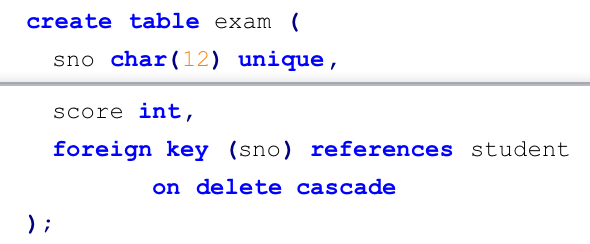 create table exam (
sno char(12) unique,
score int,
foreign key (sno) references student
on delete cascade
);